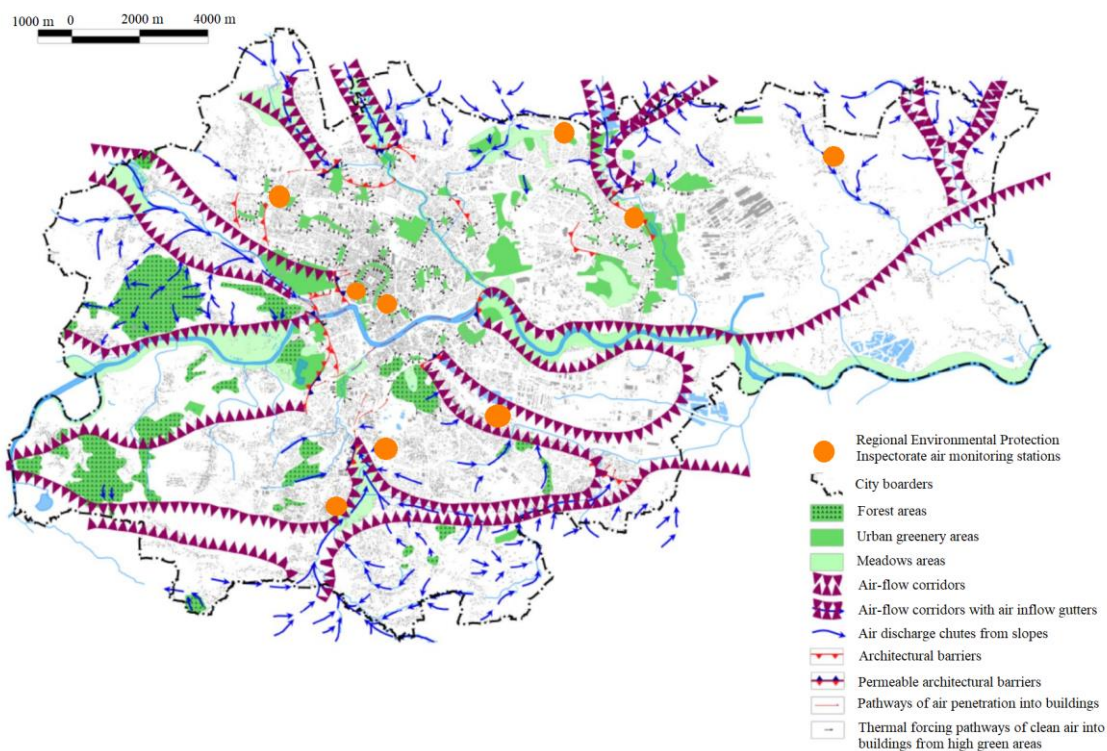 1000 m 0 2000 m 4000 m
Regional Environmental Protection
Inspectorate air monitoring stations
City boarders
Forest areas
Urban greenery areas
Meadows areas
Air-flow corridors
Air-flow corridors with air inflow gutters
Air discharge chutes from slopes
Architectural barriers
Permeable architectural barriers
Pathways of air penetration into buildings
Thermal forcing pathways of clean air into
buildings from high green areas